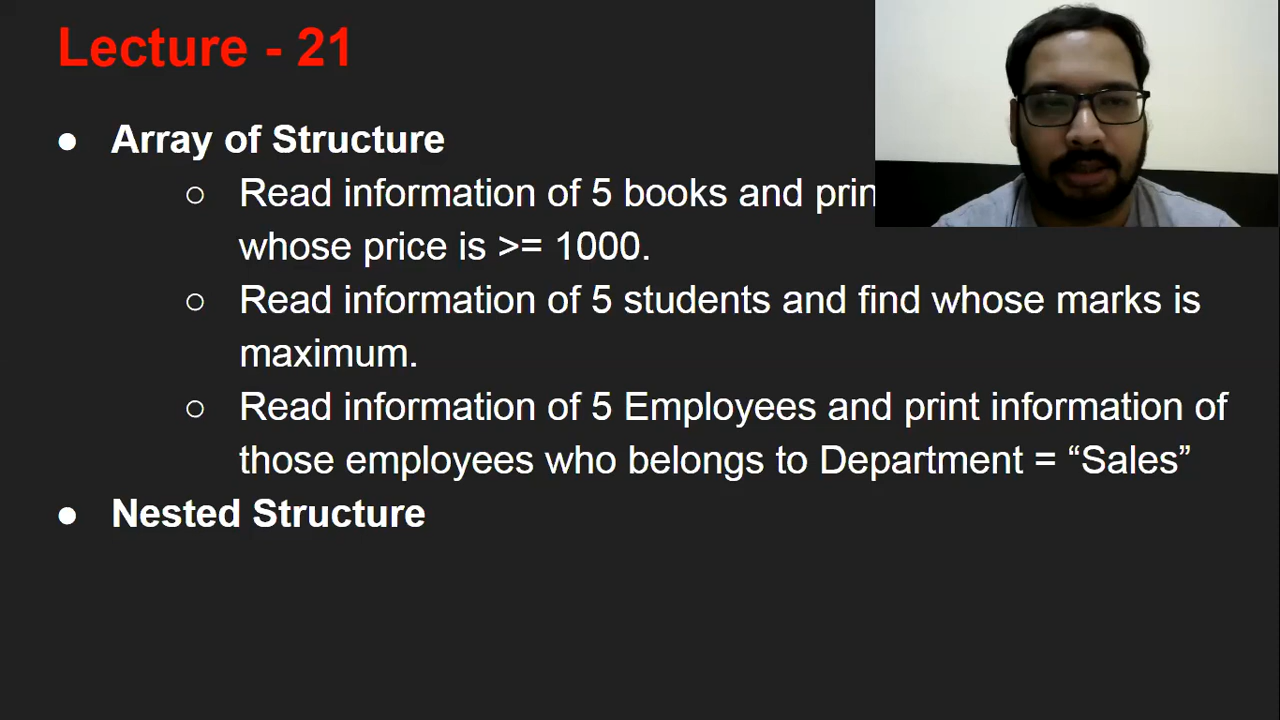 Lecture - 21
● Array of Structure
○ Read information of 5 books and
whose price is >= 1000.
○ Read information of 5 students and find whose marks is
maximum.
○ Read information of 5 Employees and print information of
those employees who belongs to Department = “Sales”
● Nested Structure